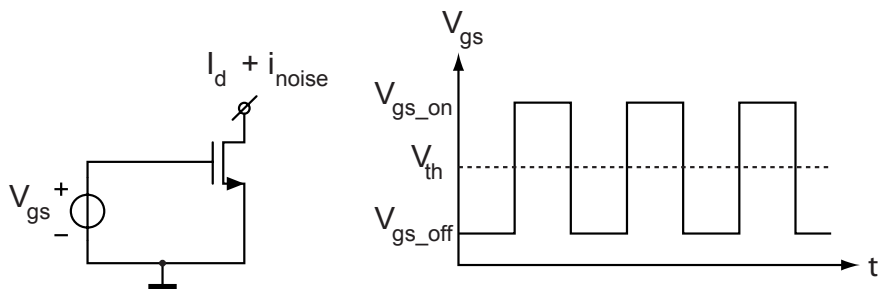 I_d + i_noise
V_gs
+
−
V_gs
V_gs_on
V_th
V_gs_off
t